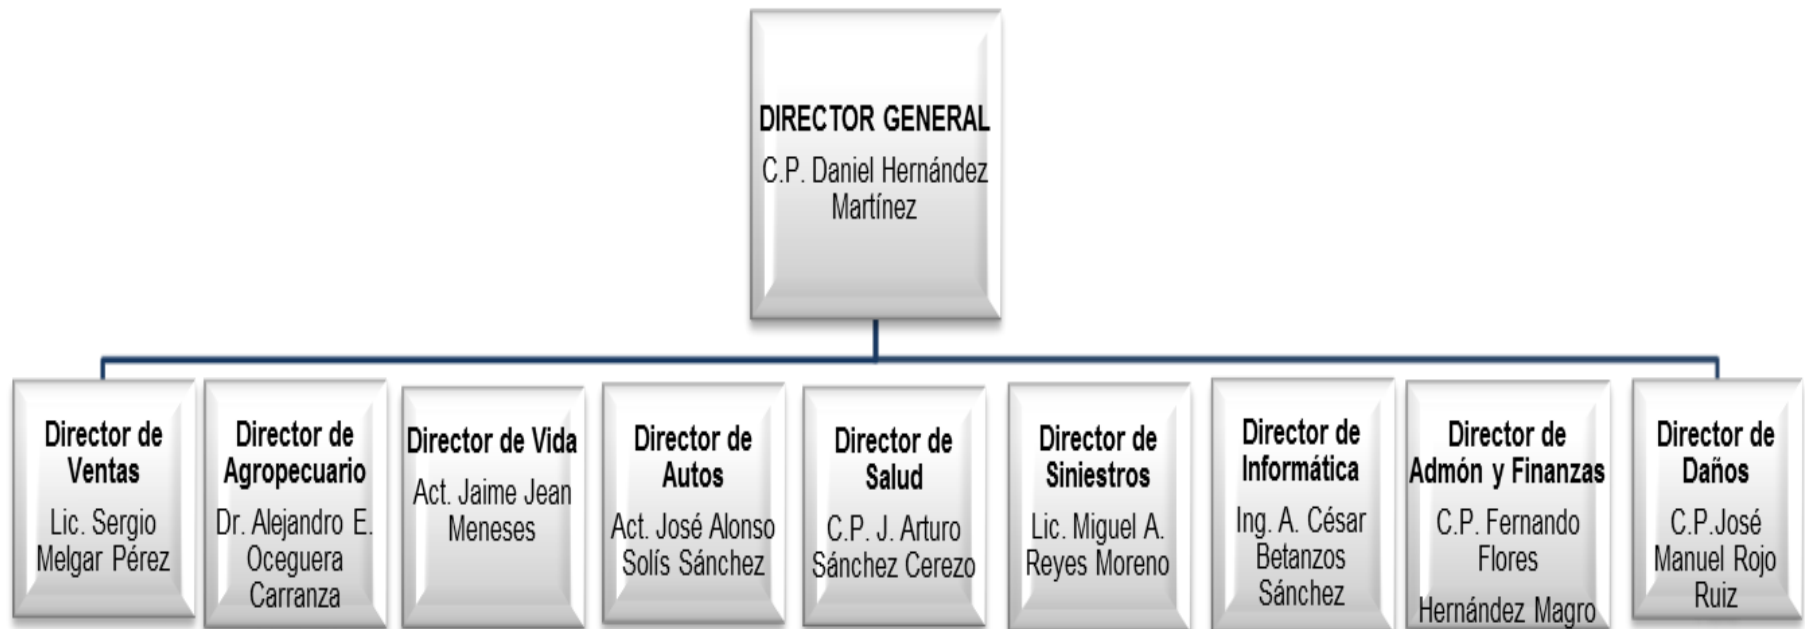 DIRECTOR GENERAL
C.P. Daniel Hernández
Martínez
Director de
Ventas
Lic. Sergio
Melgar Pérez
Director de
Agropecuario
Dr. Alejandro E.
Oceguera
Carranza
Director de Vida
Act. Jaime Jean
Meneses
Director de
Autos
Act. José Alonso
Solís Sánchez
Director de
Salud
C.P. J. Arturo
Sánchez Cerezo
Director de
Siniestros
Lic. Miguel A.
Reyes Moreno
Director de
Informática
Ing. A. César
Betanzos
Sánchez
Director de
Admón y Finanzas
C.P. Fernando
Flores
Hernández Magro
Director de
Daños
C.P.José
Manuel Rojo
Ruiz